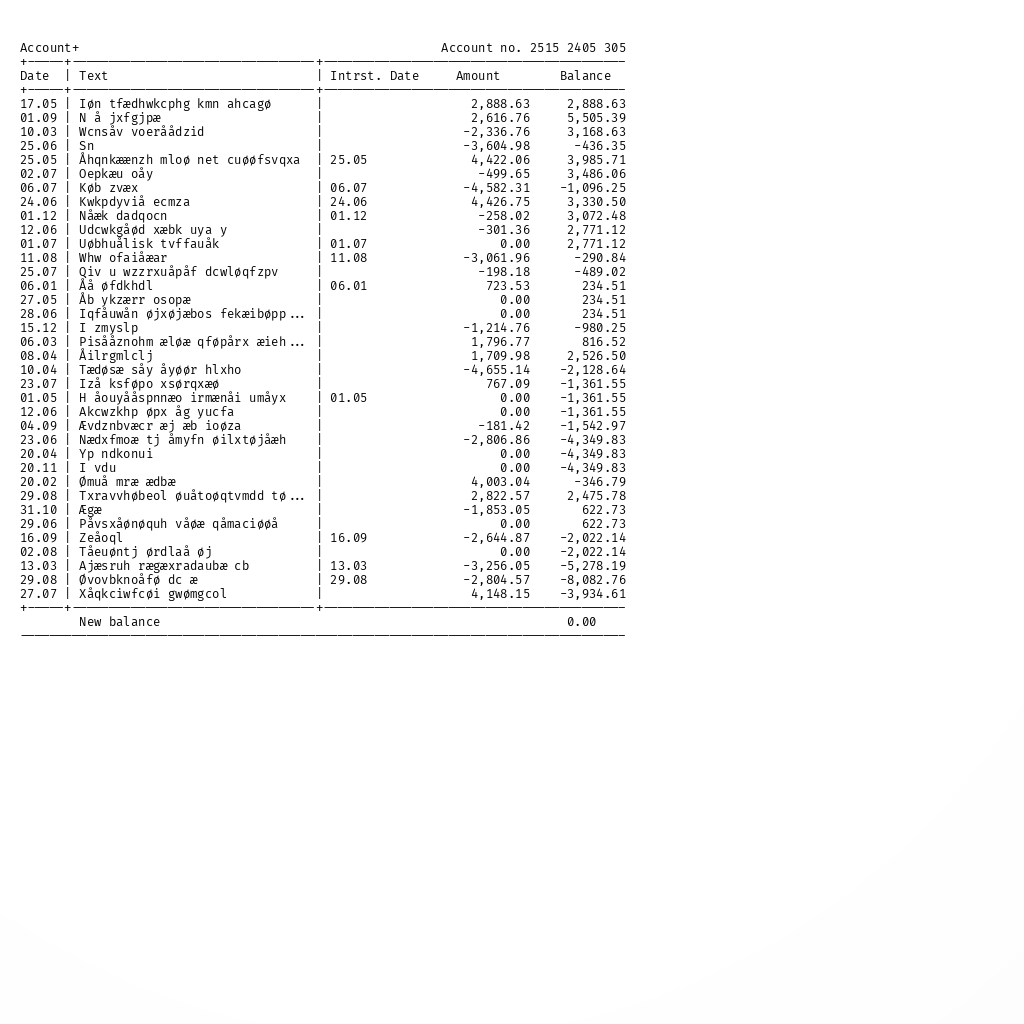 Account+ Account no. 2515 2405 305
Date | Text | Intrst. Date Amount Balance
17.05 | Iøn tfædhwkcphg kmn ahcagø | 2,888.63 2,888.63
01.09 | N å jxfgjpæ | 2,616.76 5,505.39
10.03 | Wcnsåv voeråådzid | -2,336.76 3,168.63
25.06 | Sn | -3,604.98 -436.35
25.05 | Åhqnkæænzh mloø net cuøøfsvqxa | 25.05 4,422.06 3,985.71
02.07 | Oepkæu oåy | -499.65 3,486.06
06.07 | Køb zvæx | 06.07 -4,582.31 -1,096.25
24.06 | Kwkpdyviå ecmza | 24.06 4,426.75 3,330.50
01.12 | Nåæk dadqocn | 01.12 -258.02 3,072.48
12.06 | Udcwkgåød xæbk uya y | -301.36 2,771.12
01.07 | Uøbhuålisk tvffauåk | 01.07 0.00 2,771.12
11.08 | Whw ofaiåæar | 11.08 -3,061.96 -290.84
25.07 | Qiv u wzzrxuåpåf dcwløqfzpv | -198.18 -489.02
06.01 | Åå øfdkhdl | 06.01 723.53 234.51
27.05 | Åb ykzærr osopæ | 0.00 234.51
28.06 | Iqfåuwån øjxøjæbos fekæibøpp... | 0.00 234.51
15.12 | I zmyslp | -1,214.76 -980.25
06.03 | Pisååznohm æløæ qføpårx æieh... | 1,796.77 816.52
08.04 | Åilrgmlclj | 1,709.98 2,526.50
10.04 | Tædøsæ såy åyøør hlxho | -4,655.14 -2,128.64
23.07 | Izå ksføpo xsørqxæø | 767.09 -1,361.55
01.05 | H åouyååspnnæo irmænåi umåyx | 01.05 0.00 -1,361.55
12.06 | Akcwzkhp øpx åg yucfa | 0.00 -1,361.55
04.09 | Ævdznbvæcr æj æb ioøza | -181.42 -1,542.97
23.06 | Nædxfmoæ tj åmyfn øilxtøjåæh | -2,806.86 -4,349.83
20.04 | Yp ndkonui | 0.00 -4,349.83
20.11 | I vdu | 0.00 -4,349.83
20.02 | Ømuå mræ ædbæ | 4,003.04 -346.79
29.08 | Txravvhøbeol øuåtoøqtvmdd tø... | 2,822.57 2,475.78
31.10 | Ægæ | -1,853.05 622.73
29.06 | Påvsxåønøquh våøæ qåmaciøøå | 0.00 622.73
16.09 | Zeåoql | 16.09 -2,644.87 -2,022.14
02.08 | Tåeuøntj ørdlaå øj | 0.00 -2,022.14
13.03 | Ajæsruh rægæxradaubæ cb | 13.03 -3,256.05 -5,278.19
29.08 | Øvovbknoåfø dc æ | 29.08 -2,804.57 -8,082.76
27.07 | Xåqkciwfcøi gwømgcol | 4,148.15 -3,934.61
New balance 0.00